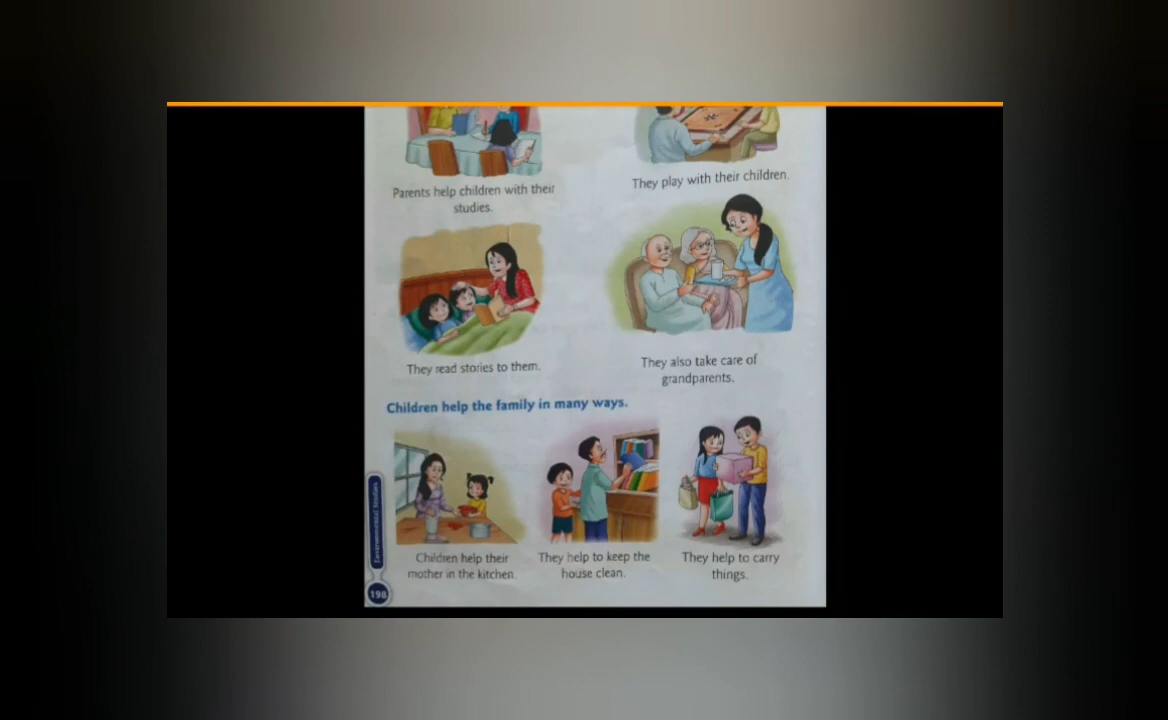 Parents help children with their
studies.
They play with their children.
They read stories to them.
They also take care of
grandparents.
Children help the family in many ways.
Children help their
mother in the kitchen.
They help to keep the
house clean.
They help to carry
things.
Environmental Studies
198